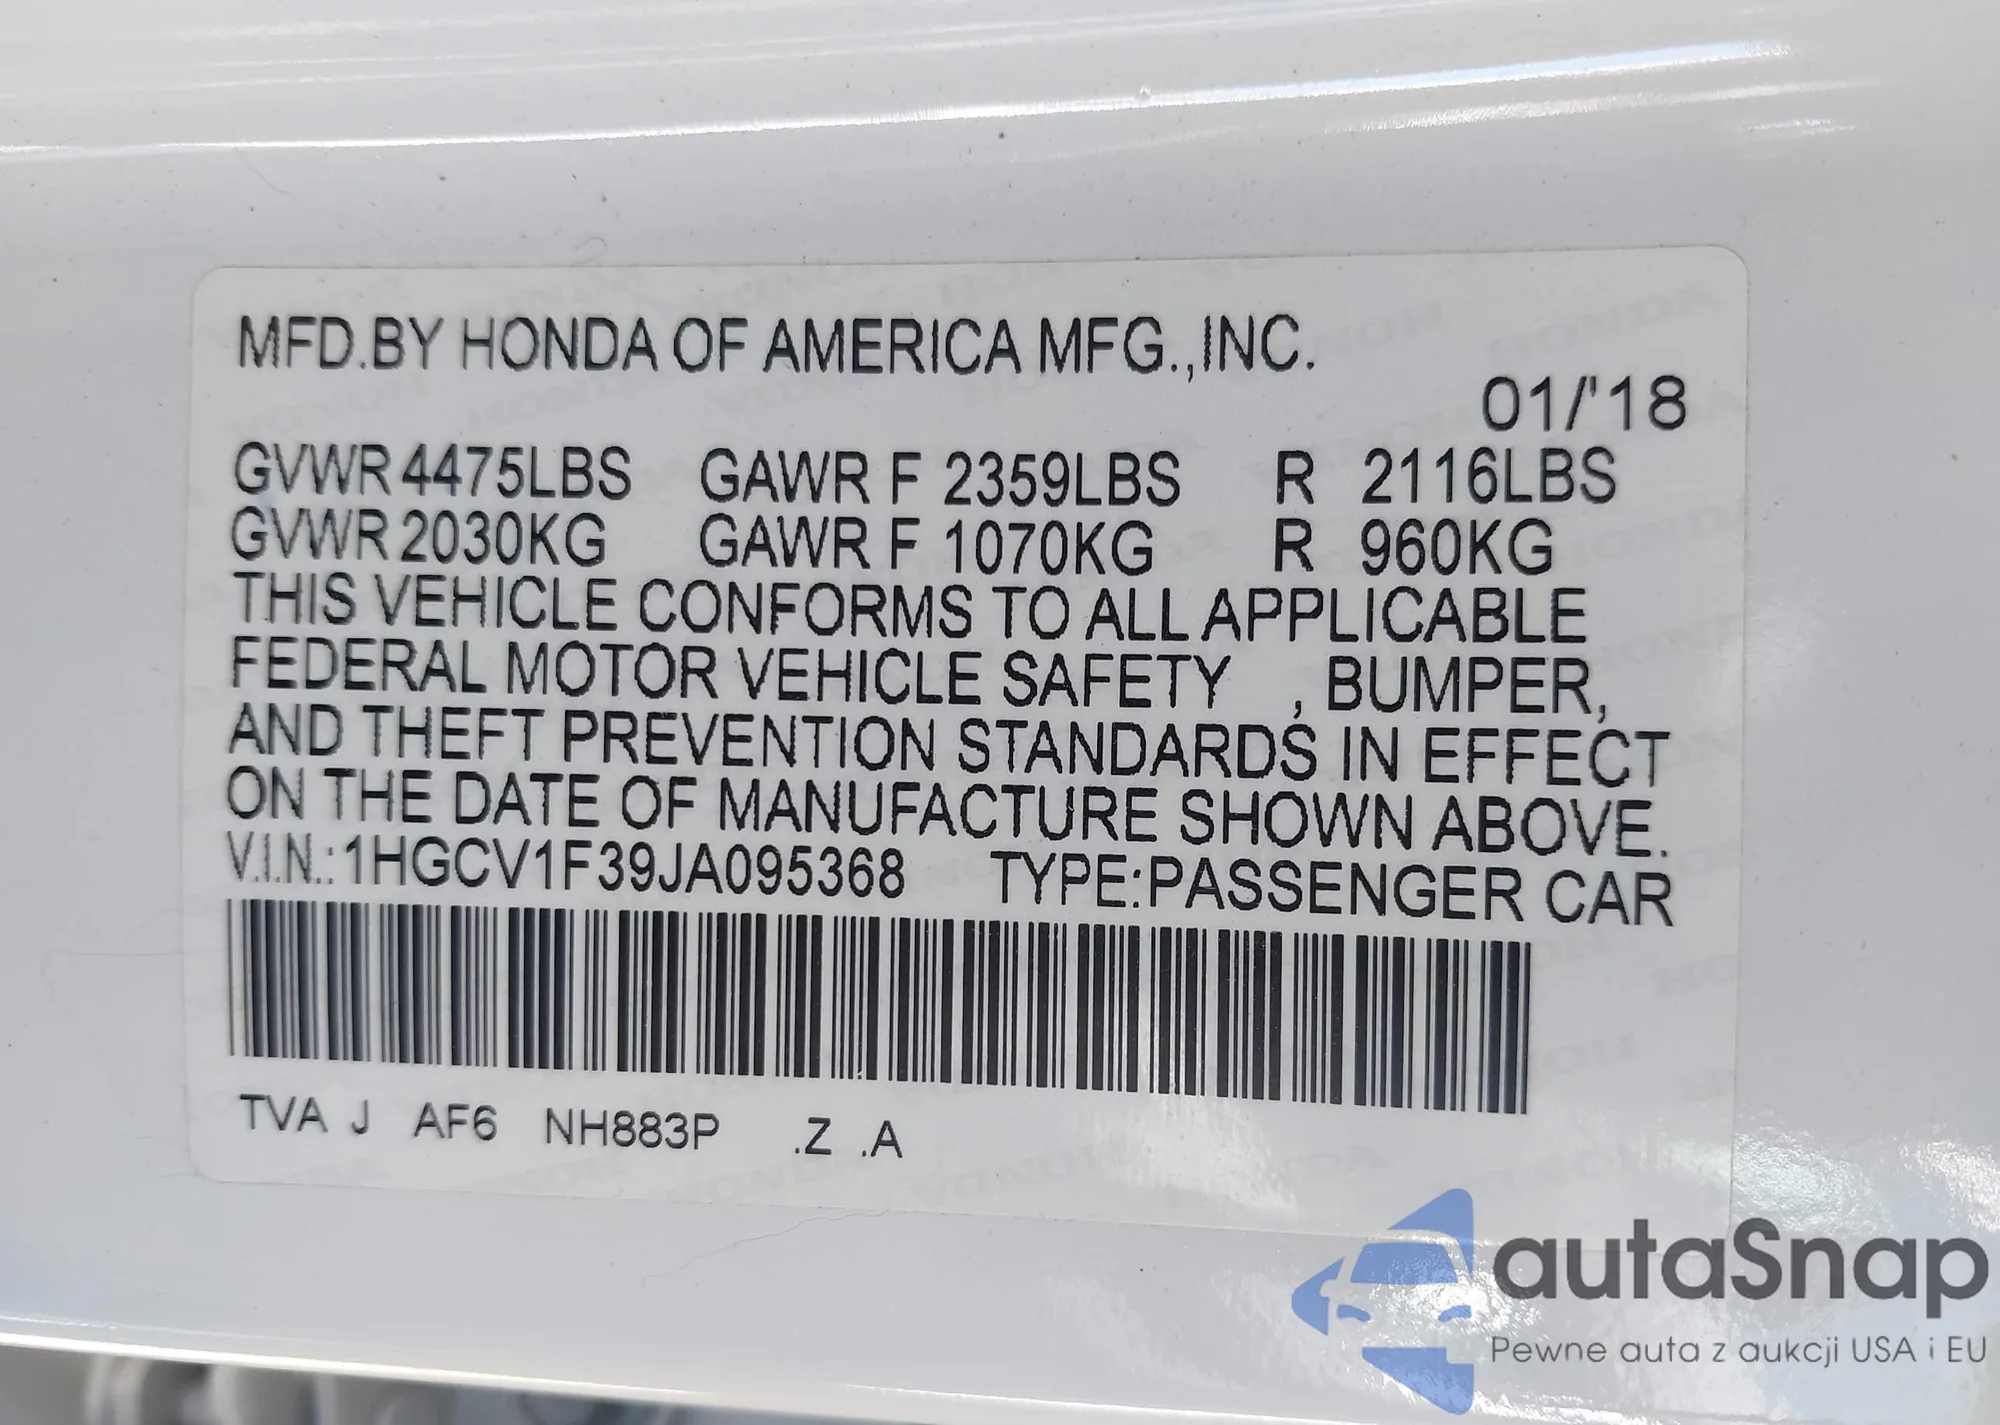 MFD.BY HONDA OF AMERICA MFG.,INC.
01/'18
GVWR 4475LBS GAWR F 2359LBS R 2116LBS
GVWR 2030KG GAWR F 1070KG R 960KG
THIS VEHICLE CONFORMS TO ALL APPLICABLE
FEDERAL MOTOR VEHICLE SAFETY , BUMPER,
AND THEFT PREVENTION STANDARDS IN EFFECT
ON THE DATE OF MANUFACTURE SHOWN ABOVE.
V.I.N.:1HGCV1F39JA095368 TYPE:PASSENGER CAR
TVA J AF6 NH883P .Z .A
autaSnap
Pewne auta z aukcji USA i EU